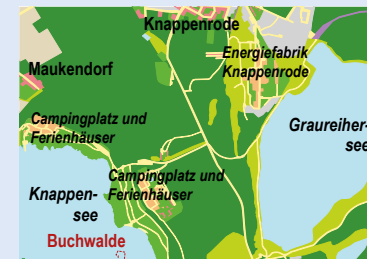 Knappenrode
Energiefabrik
Knappenrode
Maukendorf
Campingplatz und
Ferienhäuser
Graureiher-
see
Campingplatz und
Ferienhäuser
Knappen-
see
Buchwalde